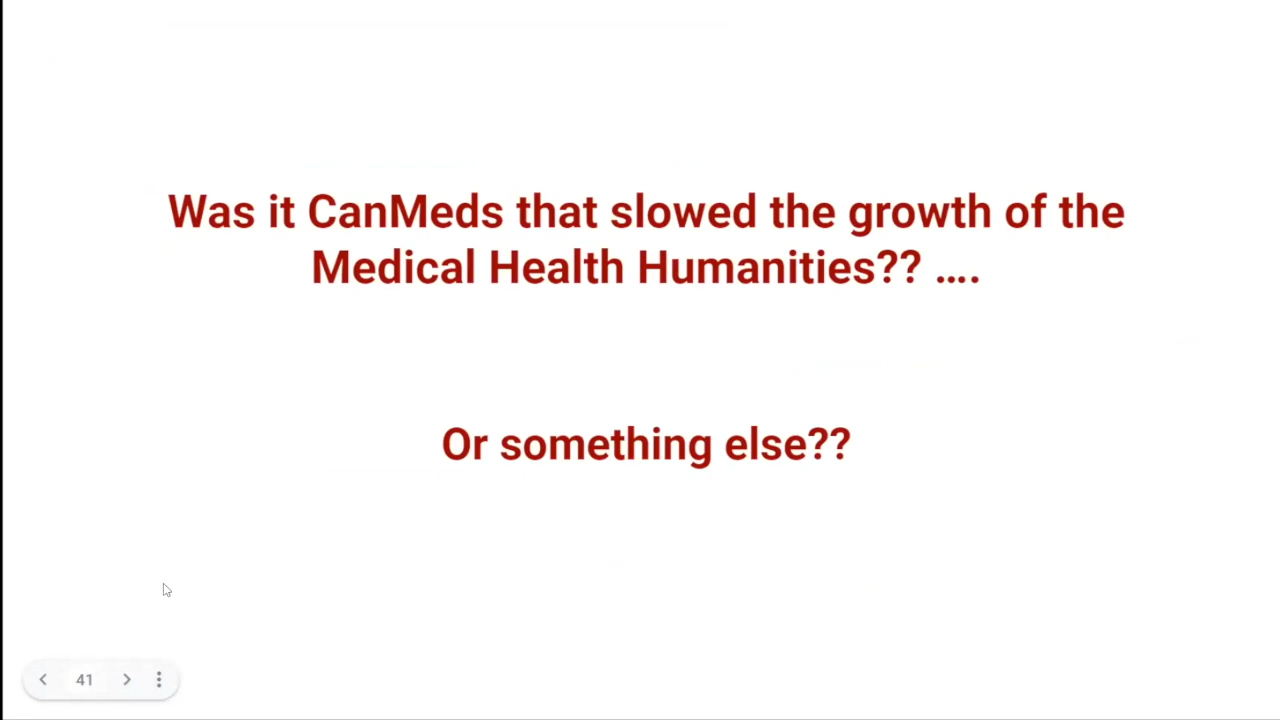 Was it CanMeds that slowed the growth of the
Medical Health Humanities?? ....
Or something else??
41